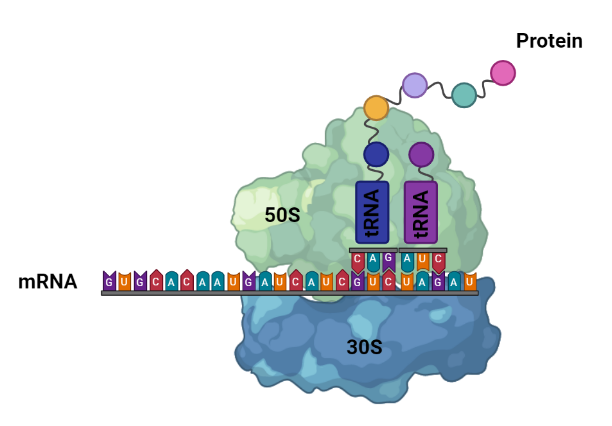 Protein
tRNA tRNA
50S
CAG AUC
mRNA GUGCACAAUGAUCAUCGUCUAGAU
30S